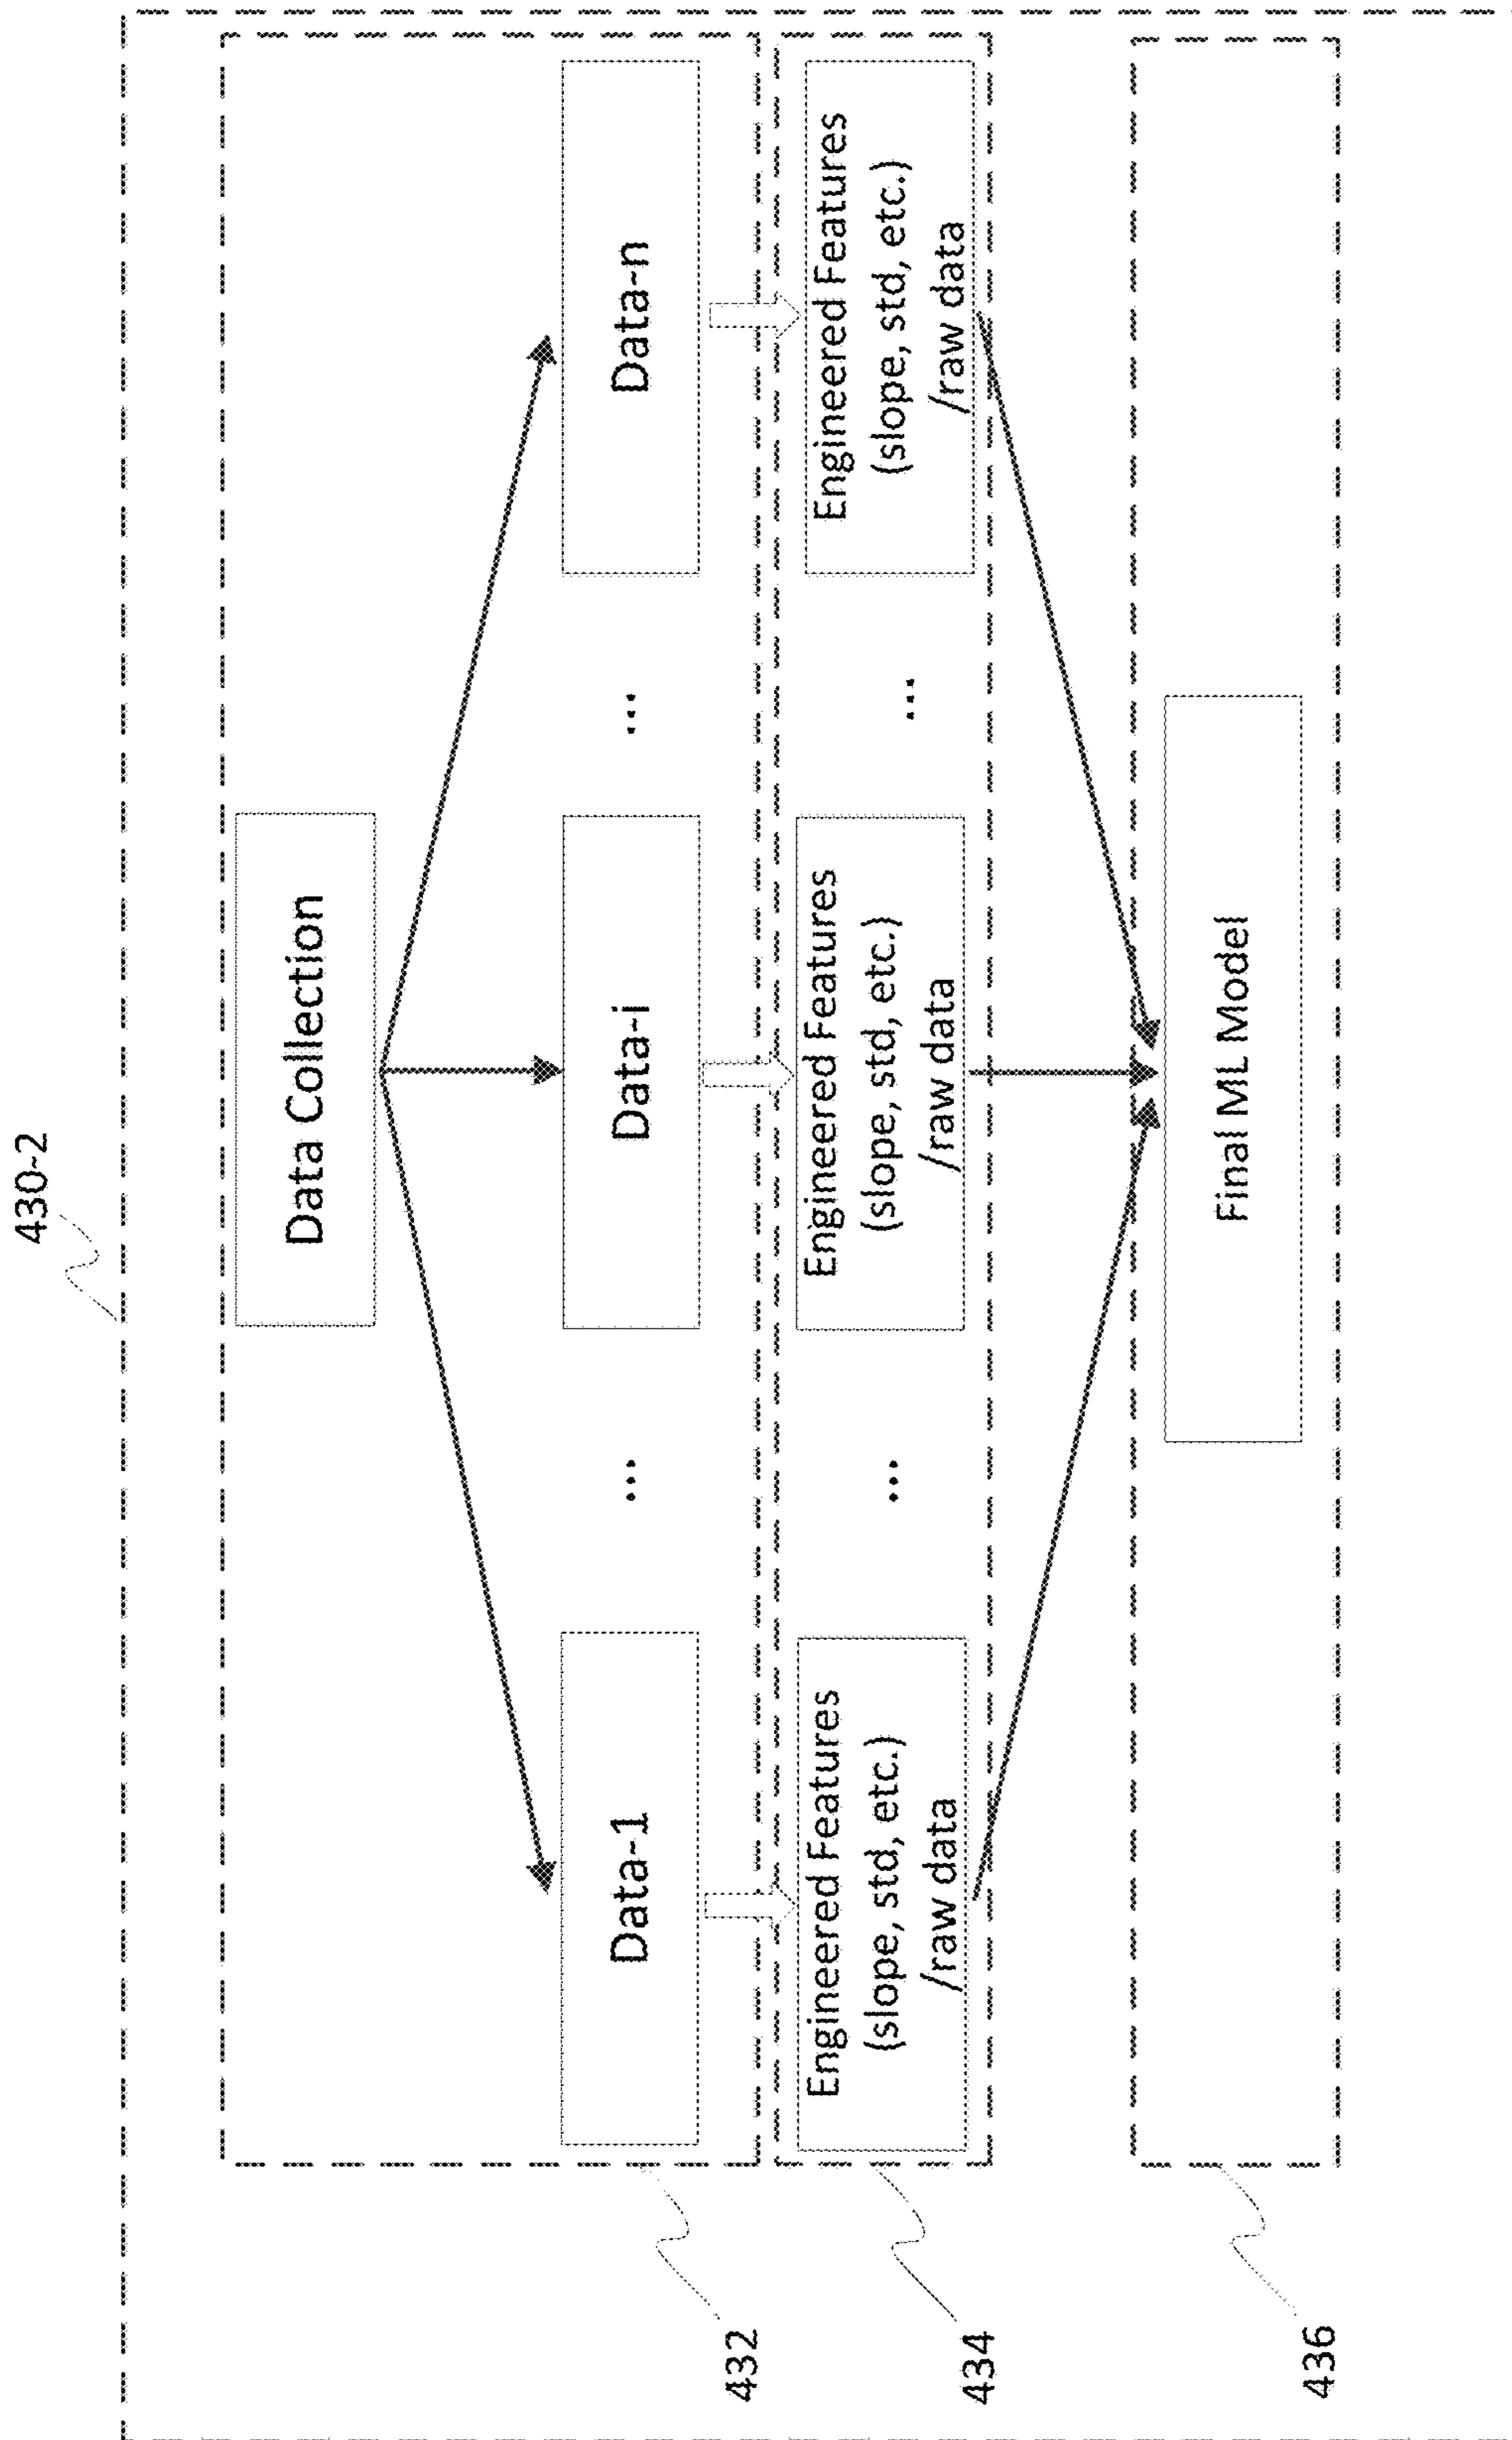 430-2
Data Collection
Data-1
...
Data-i
...
Data-n
432
Engineered Features
(slope, std, etc.)
/raw data
...
Engineered Features
(slope, std, etc.)
/raw data
...
Engineered Features
(slope, std, etc.)
/raw data
434
Final ML Model
436